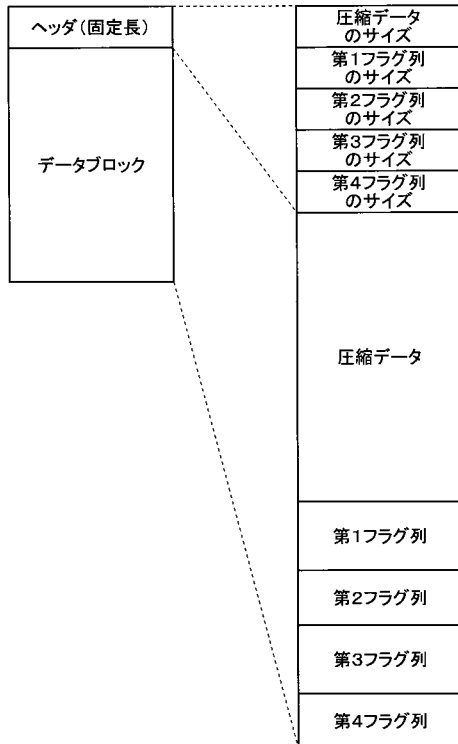 ヘッダ(固定長)
データブロック
圧縮データ
のサイズ
第1フラグ列
のサイズ
第2フラグ列
のサイズ
第3フラグ列
のサイズ
第4フラグ列
のサイズ
圧縮データ
第1フラグ列
第2フラグ列
第3フラグ列
第4フラグ列